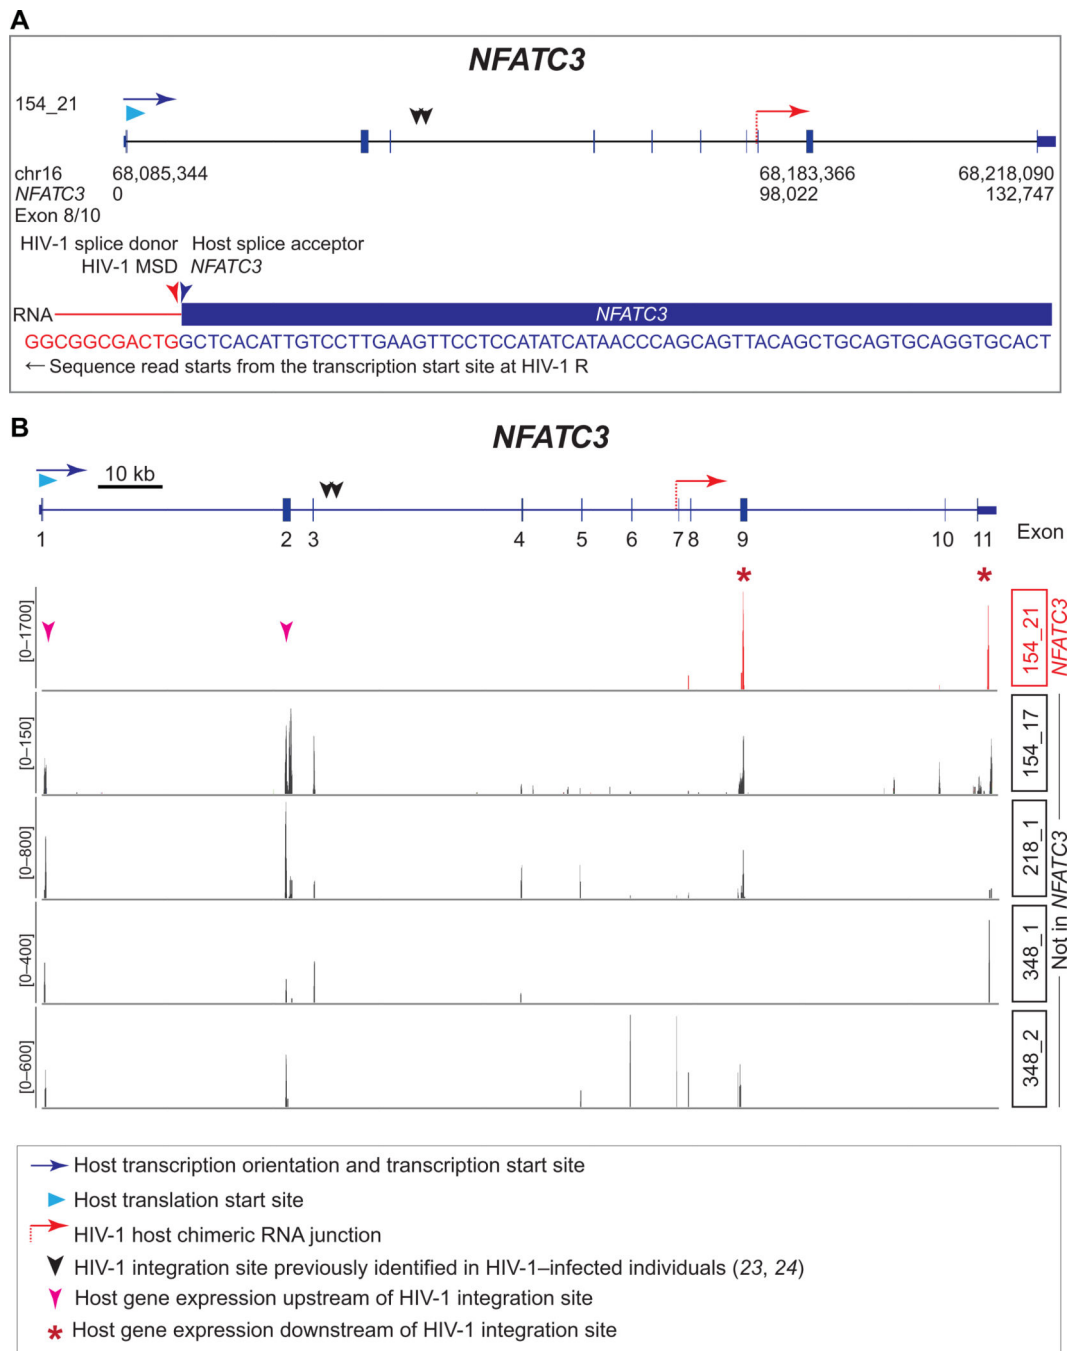 A
NFATC3
154_21
chr16 68,085,344 68,183,366 68,218,090
NFATC3 0 98,022 132,747
Exon 8/10
HIV-1 splice donor Host splice acceptor
HIV-1 MSD NFATC3
RNA NFATC3
GGCGGCGACTGGCTCACATTGTCCTTGAAGTTCCTCCATATCATAACCCAGCAGTTACAGCTGCAGTGCAGGTGCACT
← Sequence read starts from the transcription start site at HIV-1 R
B
NFATC3
10 kb
1 2 3 4 5 6 7 8 9 10 11 Exon
* *
[0–1700] 154_21 NFATC3
[0–150] 154_17
[0–800] 218_1
[0–400] 348_1
[0–600] 348_2
Not in NFATC3
Host transcription orientation and transcription start site
Host translation start site
HIV-1 host chimeric RNA junction
HIV-1 integration site previously identified in HIV-1–infected individuals (23, 24)
Host gene expression upstream of HIV-1 integration site
* Host gene expression downstream of HIV-1 integration site